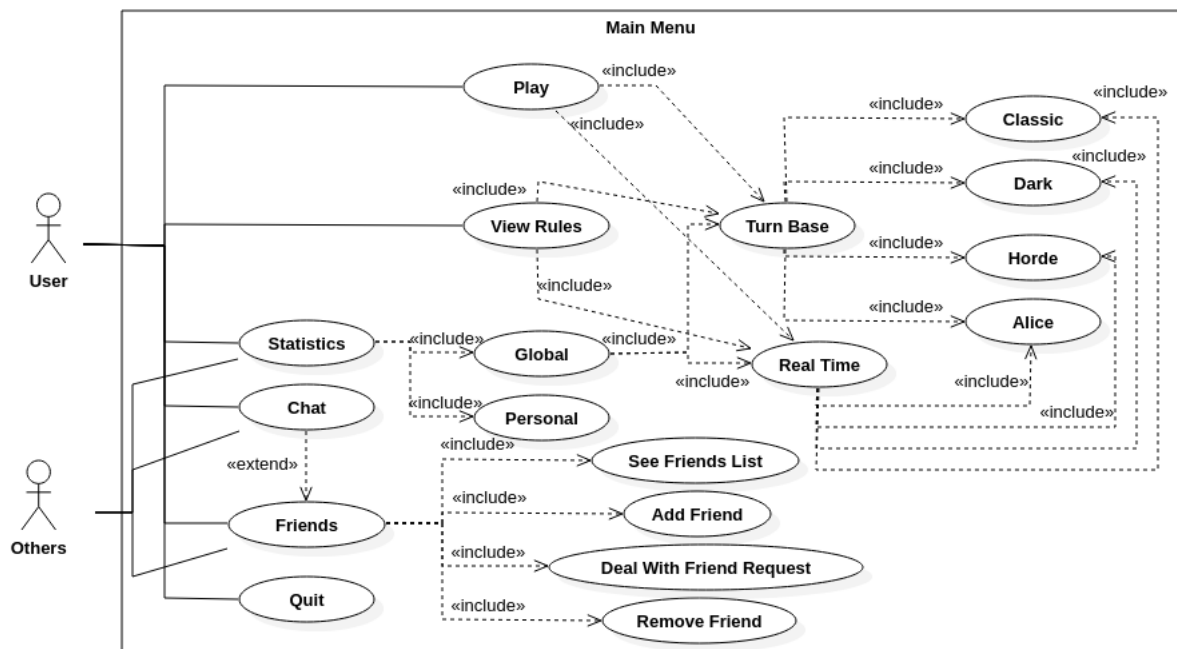 Main Menu
Play
«include»
«include»
«include»
«include»
Classic
«include»
Dark
«include»
«include»
View Rules
Turn Base
«include»
Horde
User
«include»
«include»
Alice
Statistics
«include»
Global
«include»
Real Time
«include»
«include»
Chat
«include»
Personal
«include»
«include»
See Friends List
«extend»
Others
Friends
«include»
Add Friend
«include»
Deal With Friend Request
Quit
«include»
Remove Friend